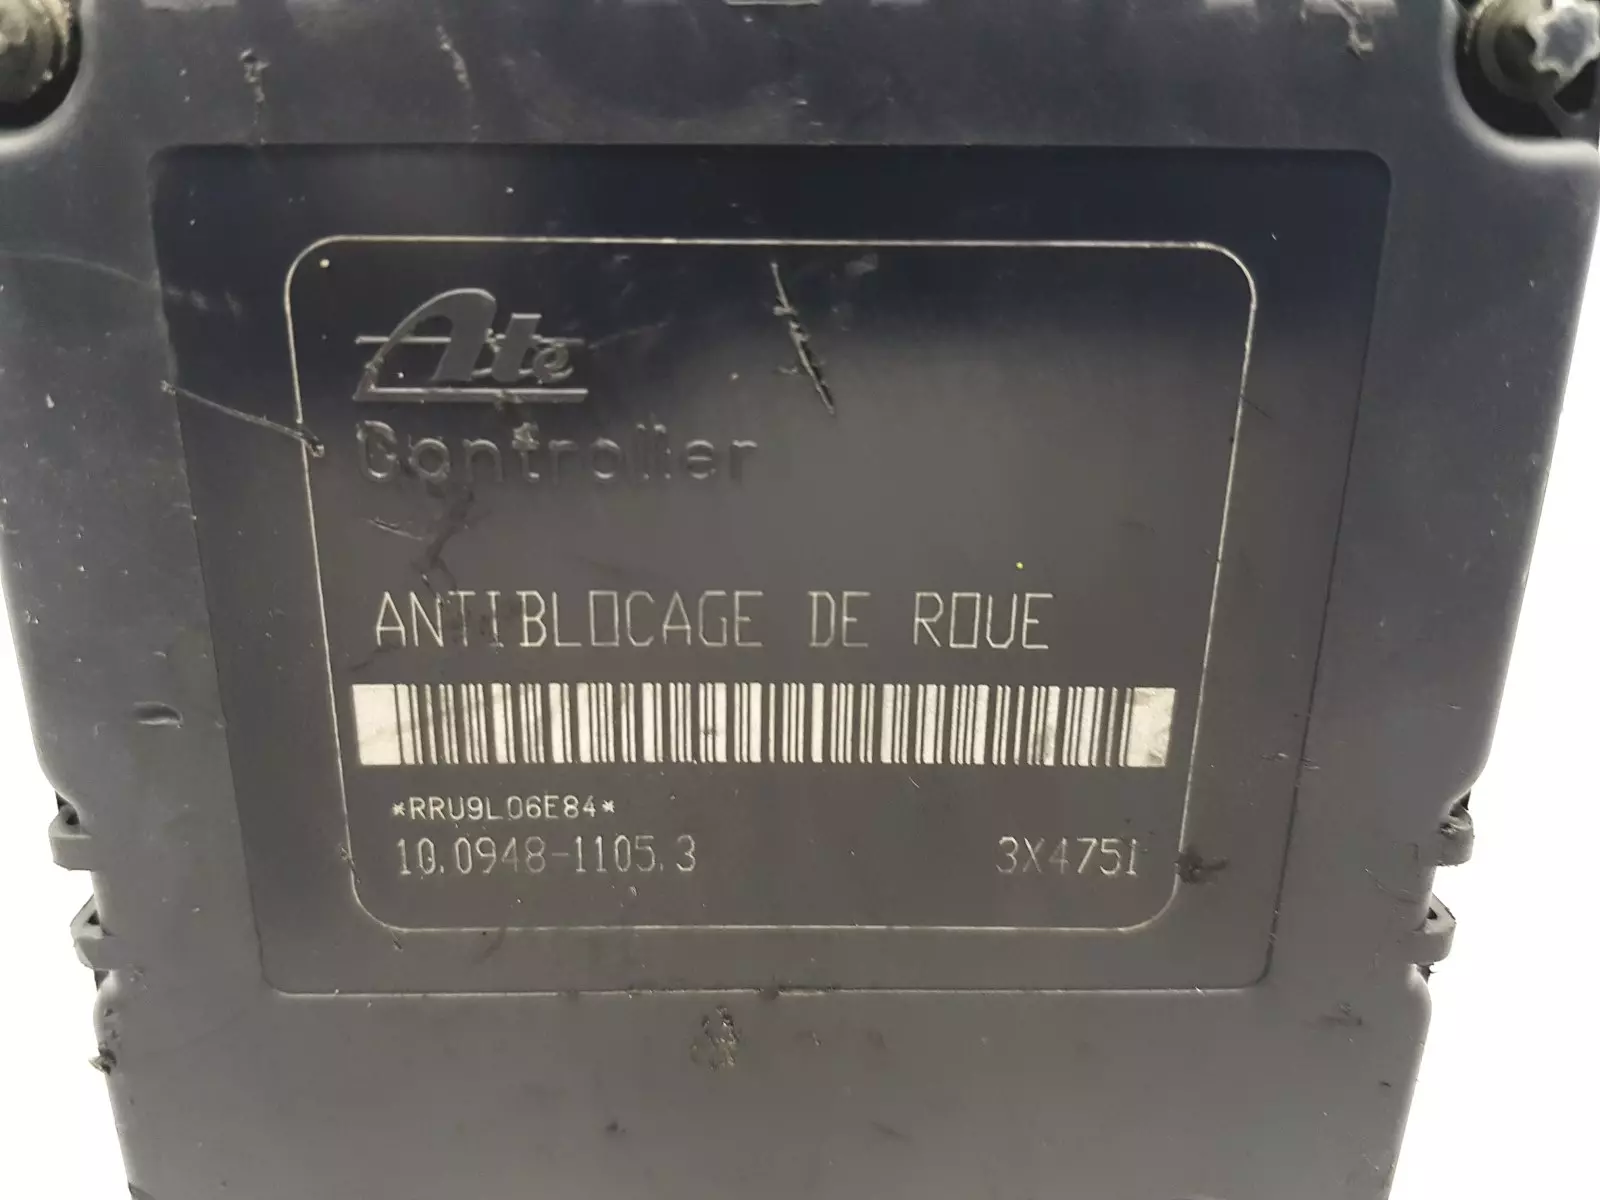 Ate
Controller
ANTIBLOCAGE DE ROUE
*RRU9L06E84*
10.0948-1105.3 3X4751